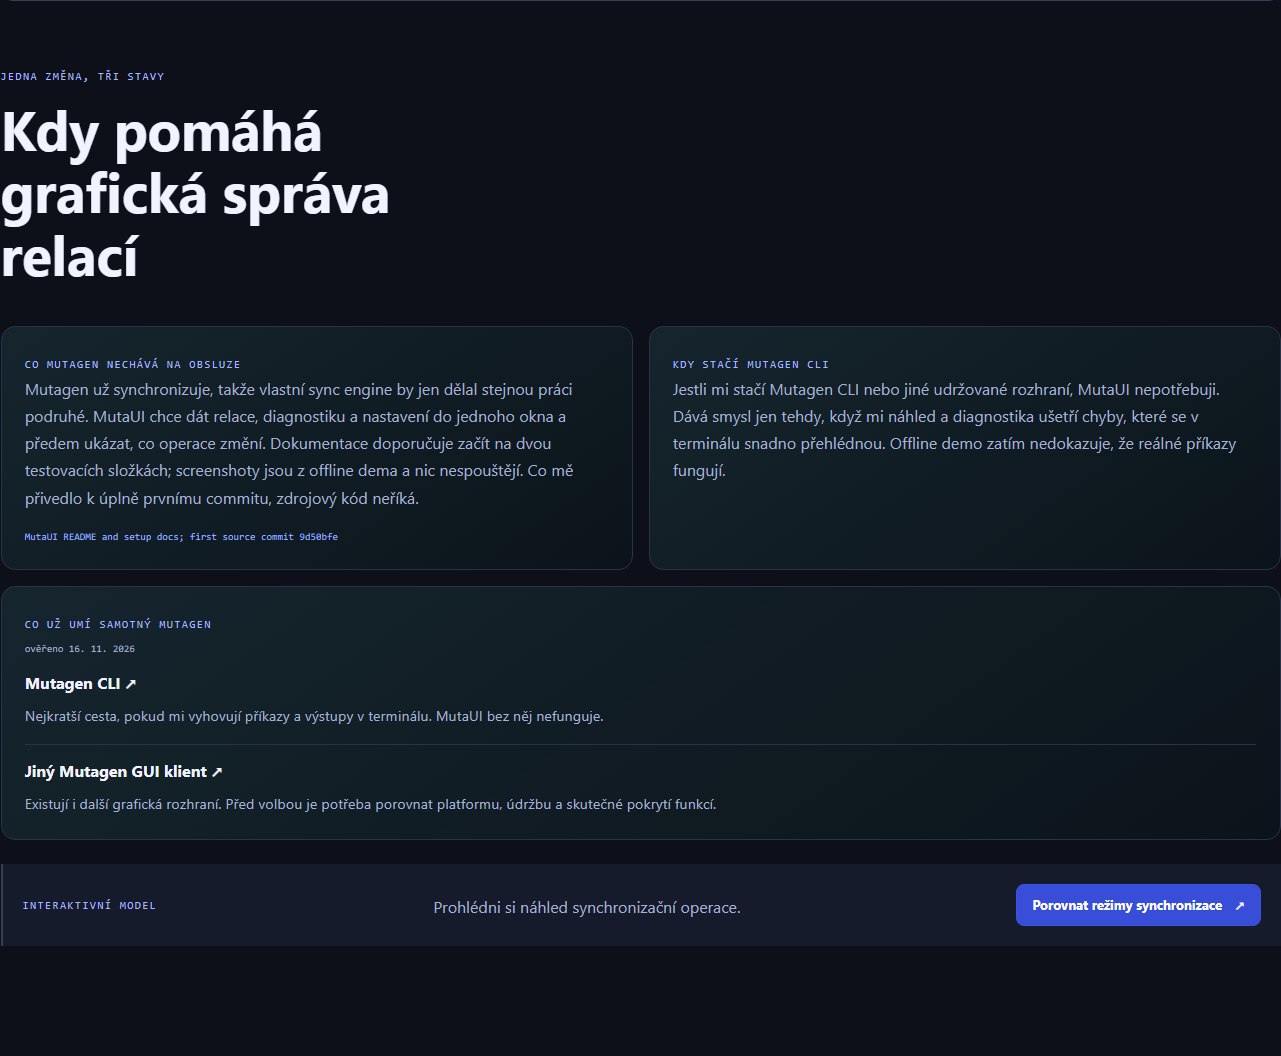 JEDNA ZMĚNA, TŘI STAVY
Kdy pomáhá
grafická správa
relací
CO MUTAGEN NECHÁVÁ NA OBSLUZE
Mutagen už synchronizuje, takže vlastní sync engine by jen dělal stejnou práci
podruhé. MutaUI chce dát relace, diagnostiku a nastavení do jednoho okna a
předem ukázat, co operace změní. Dokumentace doporučuje začít na dvou
testovacích složkách; screenshoty jsou z offline dema a nic nespouštějí. Co mě
přivedlo k úplně prvnímu commitu, zdrojový kód neříká.
MutaUI README and setup docs; first source commit 9d50bfe
KDY STAČÍ MUTAGEN CLI
Jestli mi stačí Mutagen CLI nebo jiné udržované rozhraní, MutaUI nepotřebuji.
Dává smysl jen tehdy, když mi náhled a diagnostika ušetří chyby, které se v
terminálu snadno přehlédnou. Offline demo zatím nedokazuje, že reálné příkazy
fungují.
CO UŽ UMÍ SAMOTNÝ MUTAGEN
ověřeno 16. 11. 2026
Mutagen CLI ↗
Nejkratší cesta, pokud mi vyhovují příkazy a výstupy v terminálu. MutaUI bez něj nefunguje.
Jiný Mutagen GUI klient ↗
Existují i další grafická rozhraní. Před volbou je potřeba porovnat platformu, údržbu a skutečné pokrytí funkcí.
INTERAKTIVNÍ MODEL
Prohlédni si náhled synchronizační operace.
Porovnat režimy synchronizace ↗